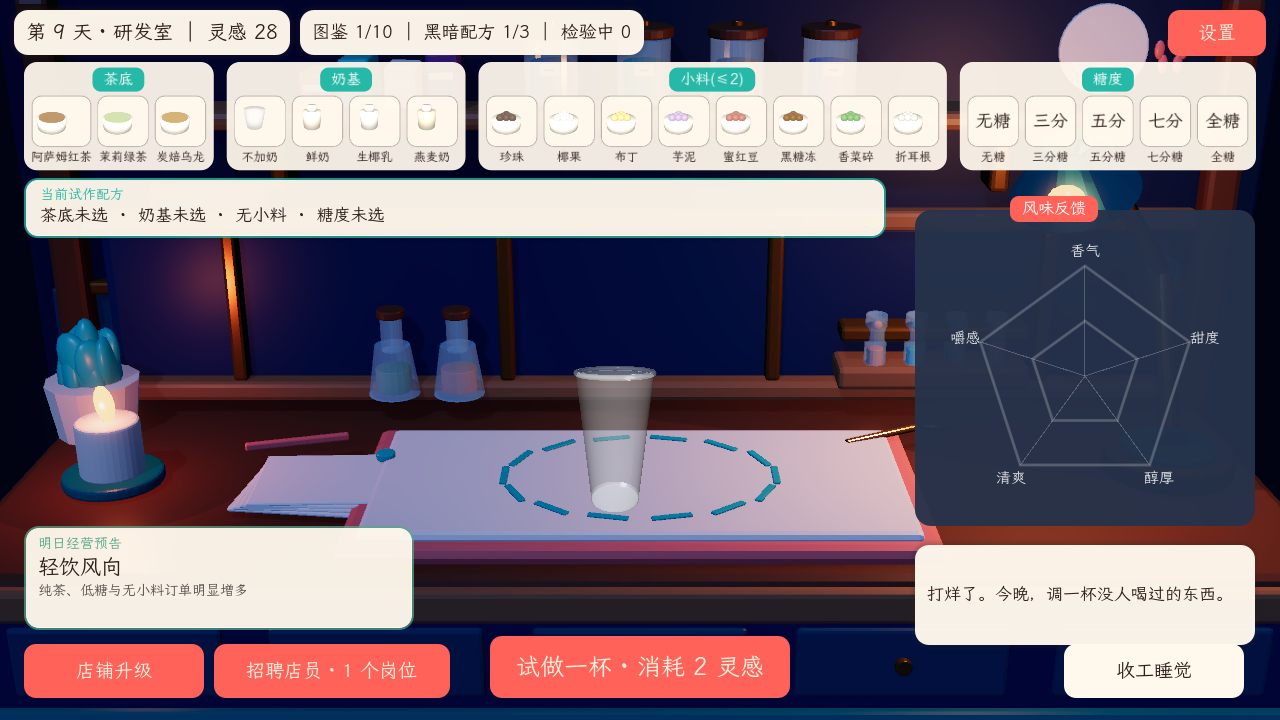 第 9 天·研发室 ｜ 灵感 28
图鉴 1/10 ｜ 黑暗配方 1/3 ｜ 检验中 0
设置
茶底
阿萨姆红茶
茉莉绿茶
炭焙乌龙
奶基
不加奶
鲜奶
生椰乳
燕麦奶
小料(≤2)
珍珠
椰果
布丁
芋泥
蜜红豆
黑糖冻
香菜碎
折耳根
糖度
无糖
三分
五分
七分
全糖
无糖
三分糖
五分糖
七分糖
全糖
当前试作配方
茶底未选 · 奶基未选 · 无小料 · 糖度未选
风味反馈
香气
嚼感
甜度
清爽
醇厚
明日经营预告
轻饮风向
纯茶、低糖与无小料订单明显增多
打烊了。今晚，调一杯没人喝过的东西。
店铺升级
招聘店员·1 个岗位
试做一杯·消耗 2 灵感
收工睡觉